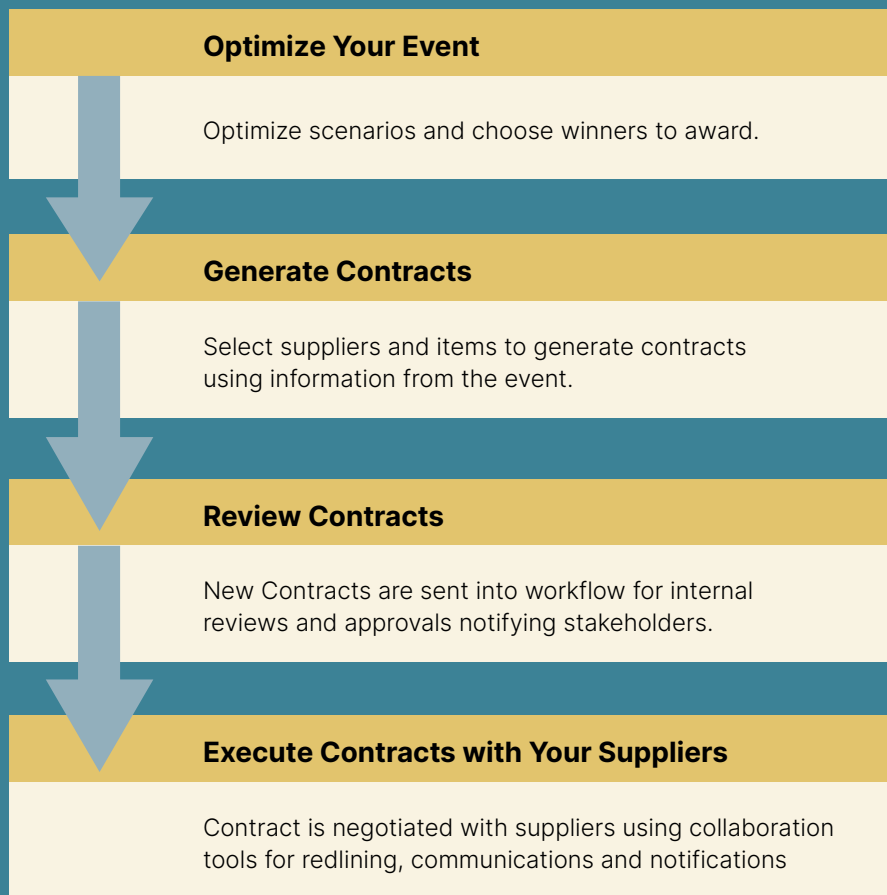 Optimize Your Event
Optimize scenarios and choose winners to award.
Generate Contracts
Select suppliers and items to generate contracts
using information from the event.
Review Contracts
New Contracts are sent into workflow for internal
reviews and approvals notifying stakeholders.
Execute Contracts with Your Suppliers
Contract is negotiated with suppliers using collaboration
tools for redlining, communications and notifications